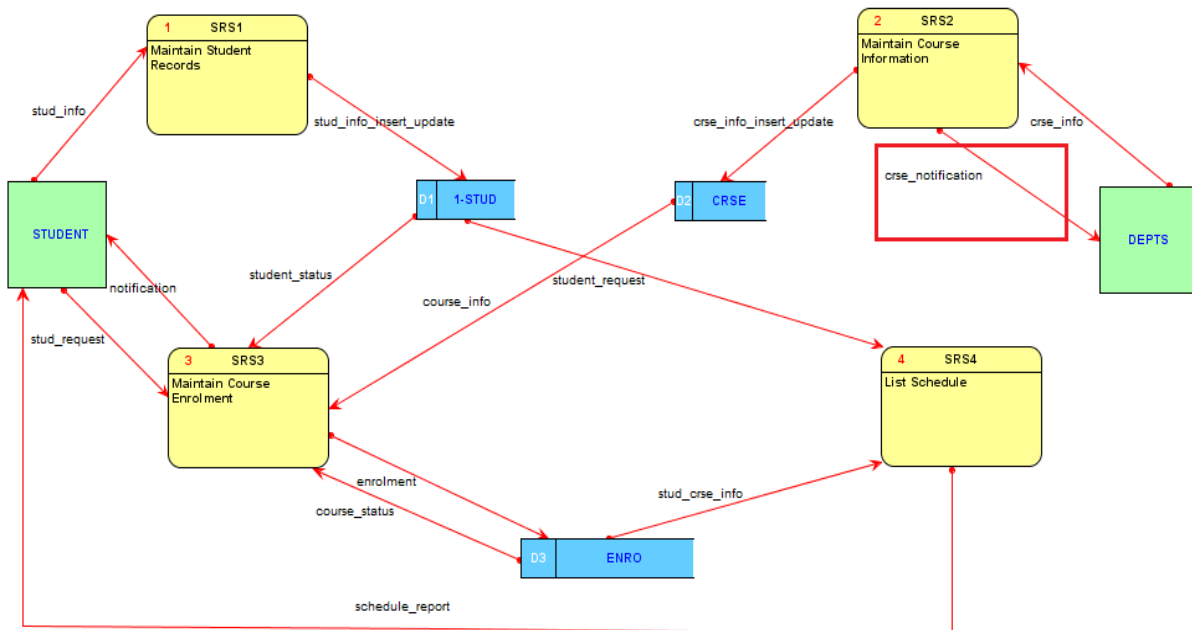 1 SRS1
Maintain Student
Records
2 SRS2
Maintain Course
Information
stud_info
stud_info_insert_update
crse_info_insert_update
crse_info
crse_notification
D1 1-STUD
D2 CRSE
STUDENT
DEPTS
student_status
notification
course_info
student_request
stud_request
3 SRS3
Maintain Course
Enrolment
4 SRS4
List Schedule
enrolment
course_status
stud_crse_info
D3 ENRO
schedule_report